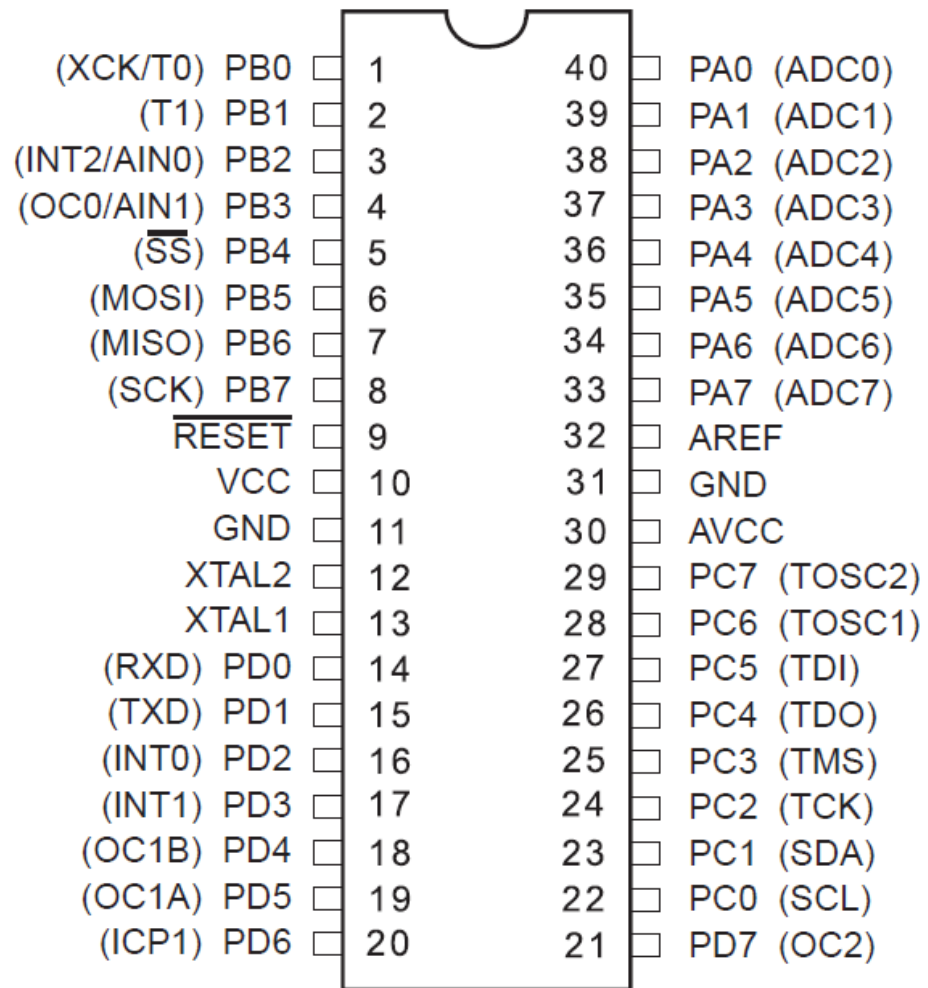 (XCK/T0) PB0 1 40 PA0 (ADC0)
(T1) PB1 2 39 PA1 (ADC1)
(INT2/AIN0) PB2 3 38 PA2 (ADC2)
(OC0/AIN1) PB3 4 37 PA3 (ADC3)
(S̅S̅) PB4 5 36 PA4 (ADC4)
(MOSI) PB5 6 35 PA5 (ADC5)
(MISO) PB6 7 34 PA6 (ADC6)
(SCK) PB7 8 33 PA7 (ADC7)
R̅E̅S̅E̅T̅ 9 32 AREF
VCC 10 31 GND
GND 11 30 AVCC
XTAL2 12 29 PC7 (TOSC2)
XTAL1 13 28 PC6 (TOSC1)
(RXD) PD0 14 27 PC5 (TDI)
(TXD) PD1 15 26 PC4 (TDO)
(INT0) PD2 16 25 PC3 (TMS)
(INT1) PD3 17 24 PC2 (TCK)
(OC1B) PD4 18 23 PC1 (SDA)
(OC1A) PD5 19 22 PC0 (SCL)
(ICP1) PD6 20 21 PD7 (OC2)